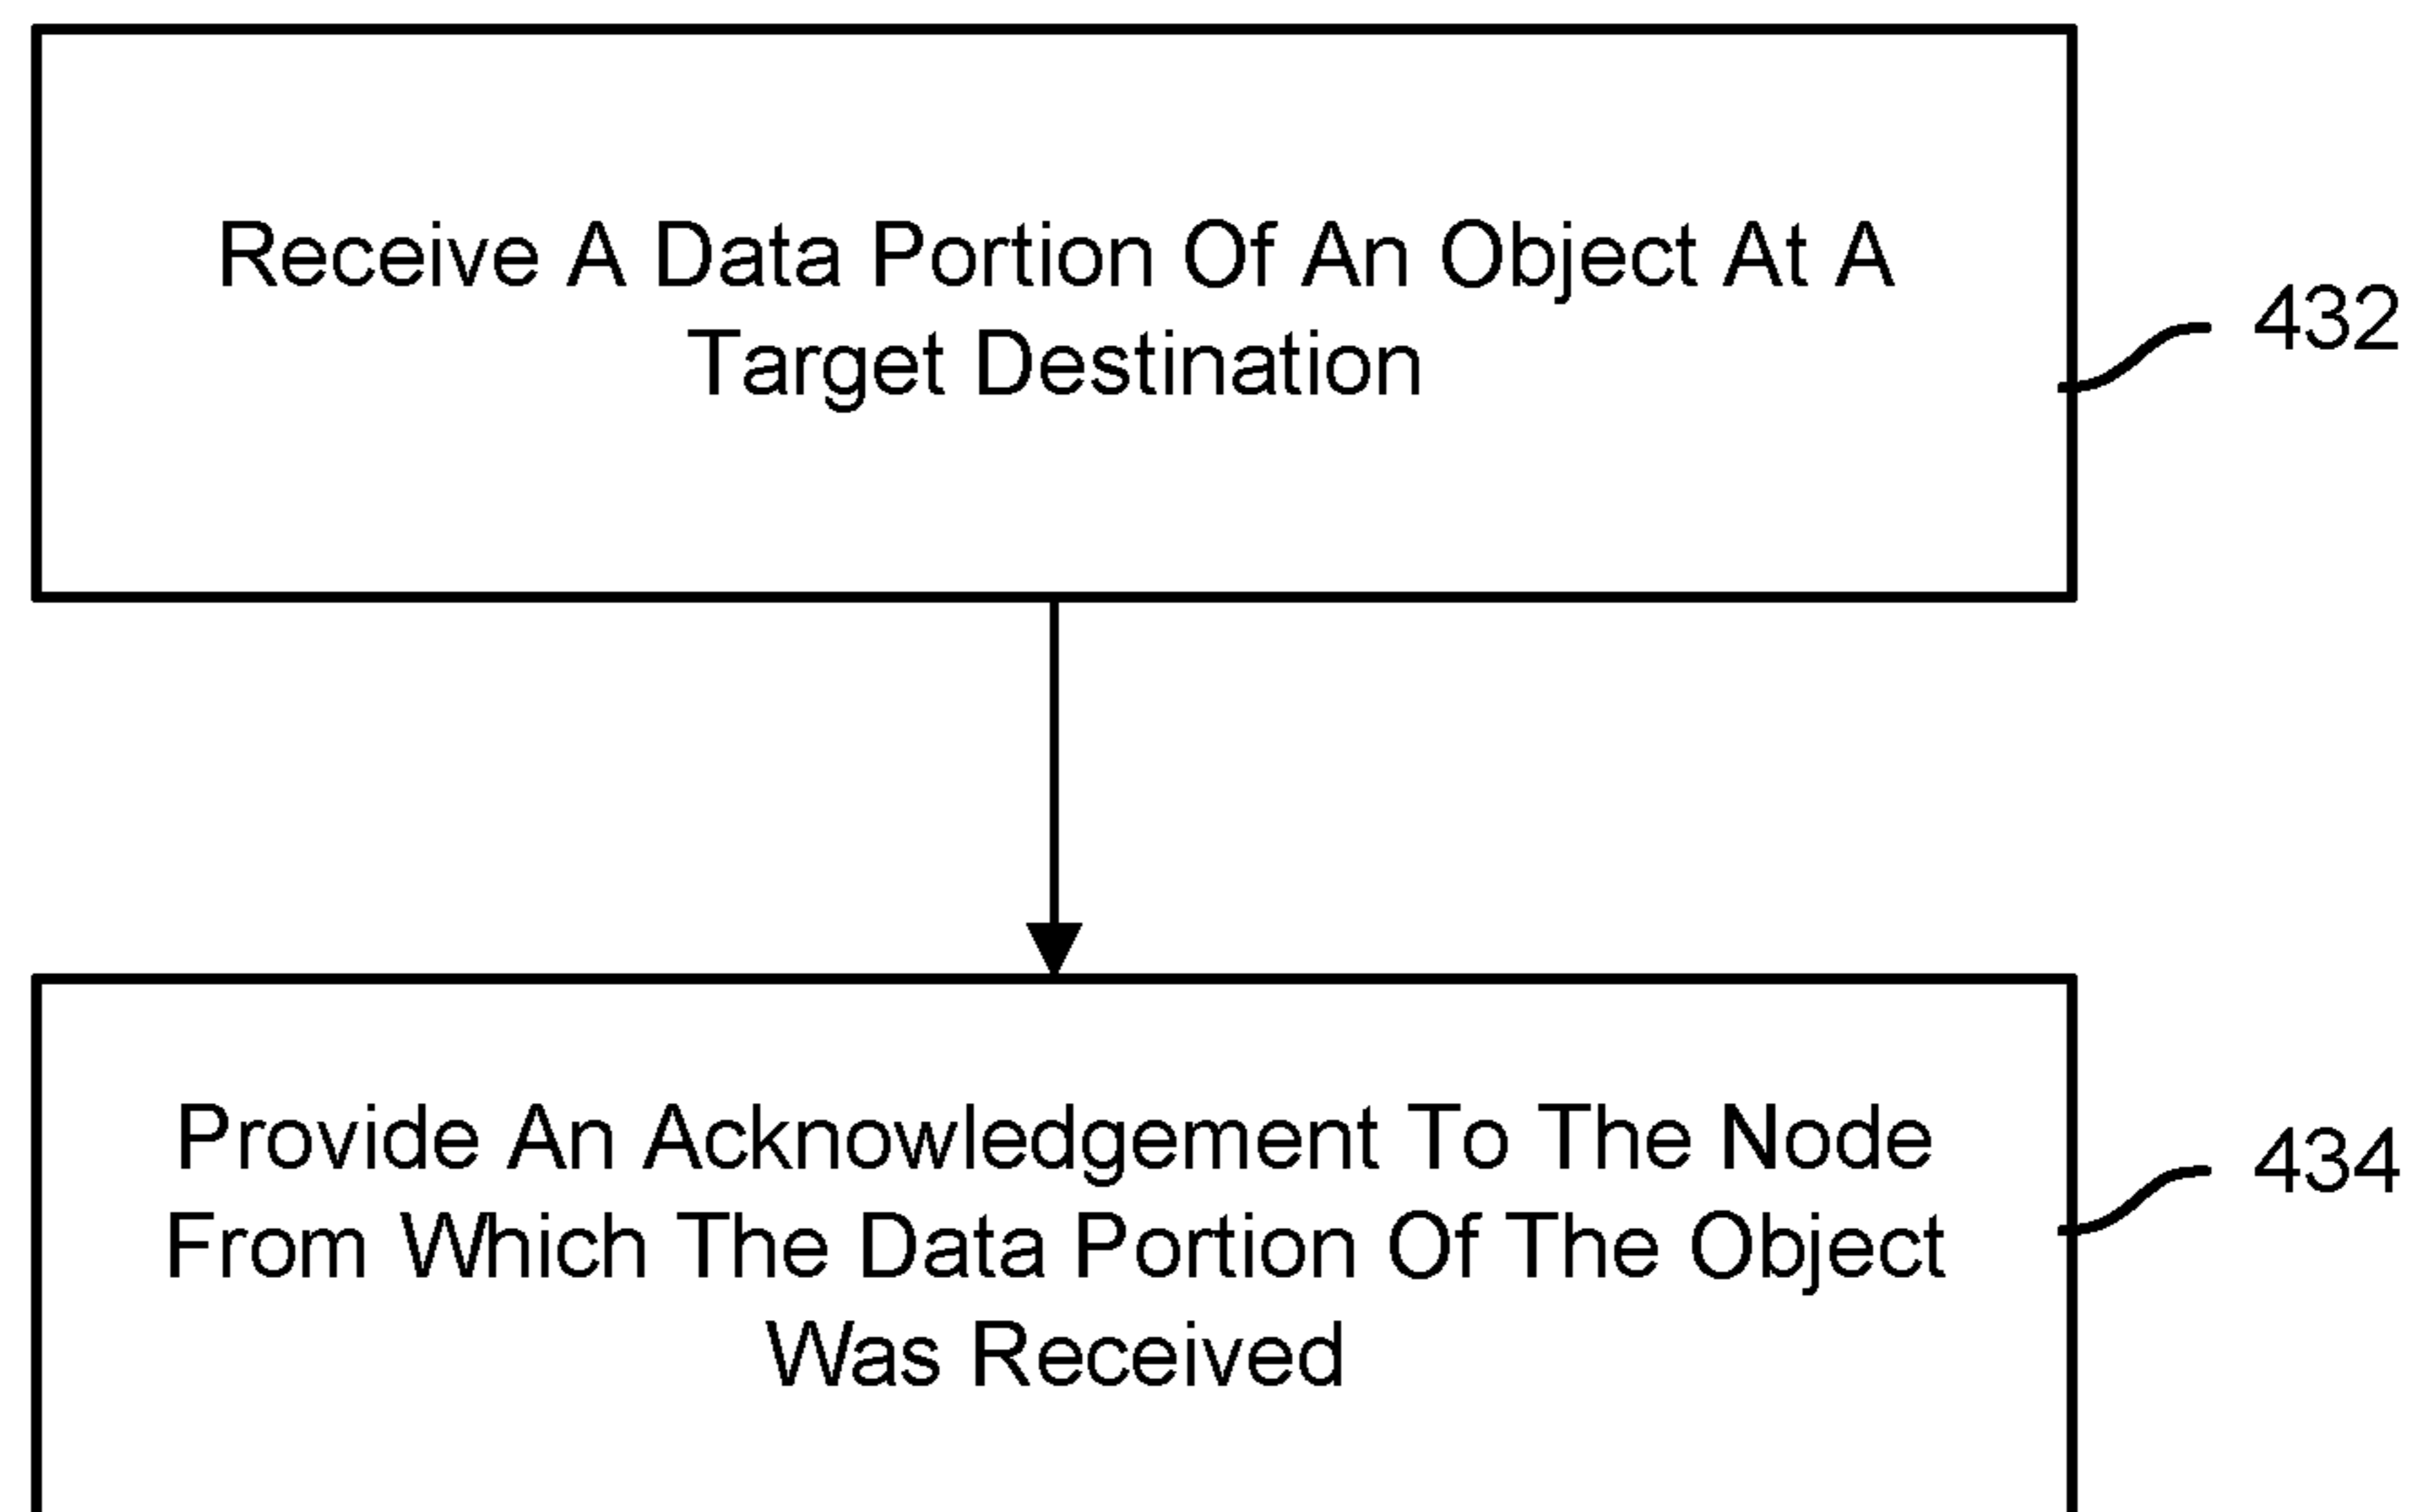 Receive A Data Portion Of An Object At A
Target Destination
432
Provide An Acknowledgement To The Node
From Which The Data Portion Of The Object
Was Received
434